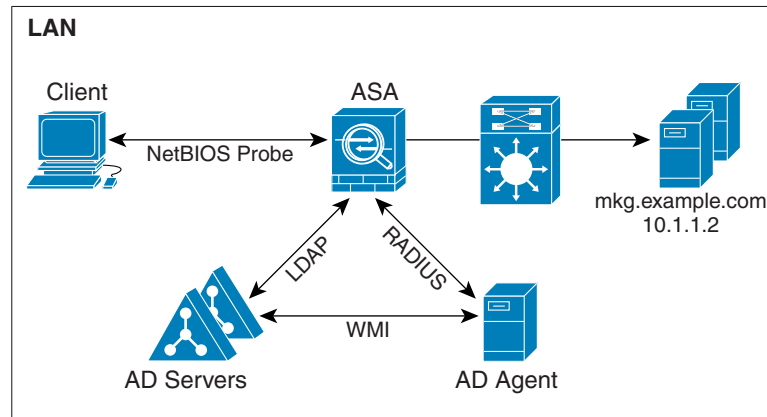 LAN
Client
ASA
NetBIOS Probe
mkg.example.com
10.1.1.2
LDAP
RADIUS
WMI
AD Servers
AD Agent